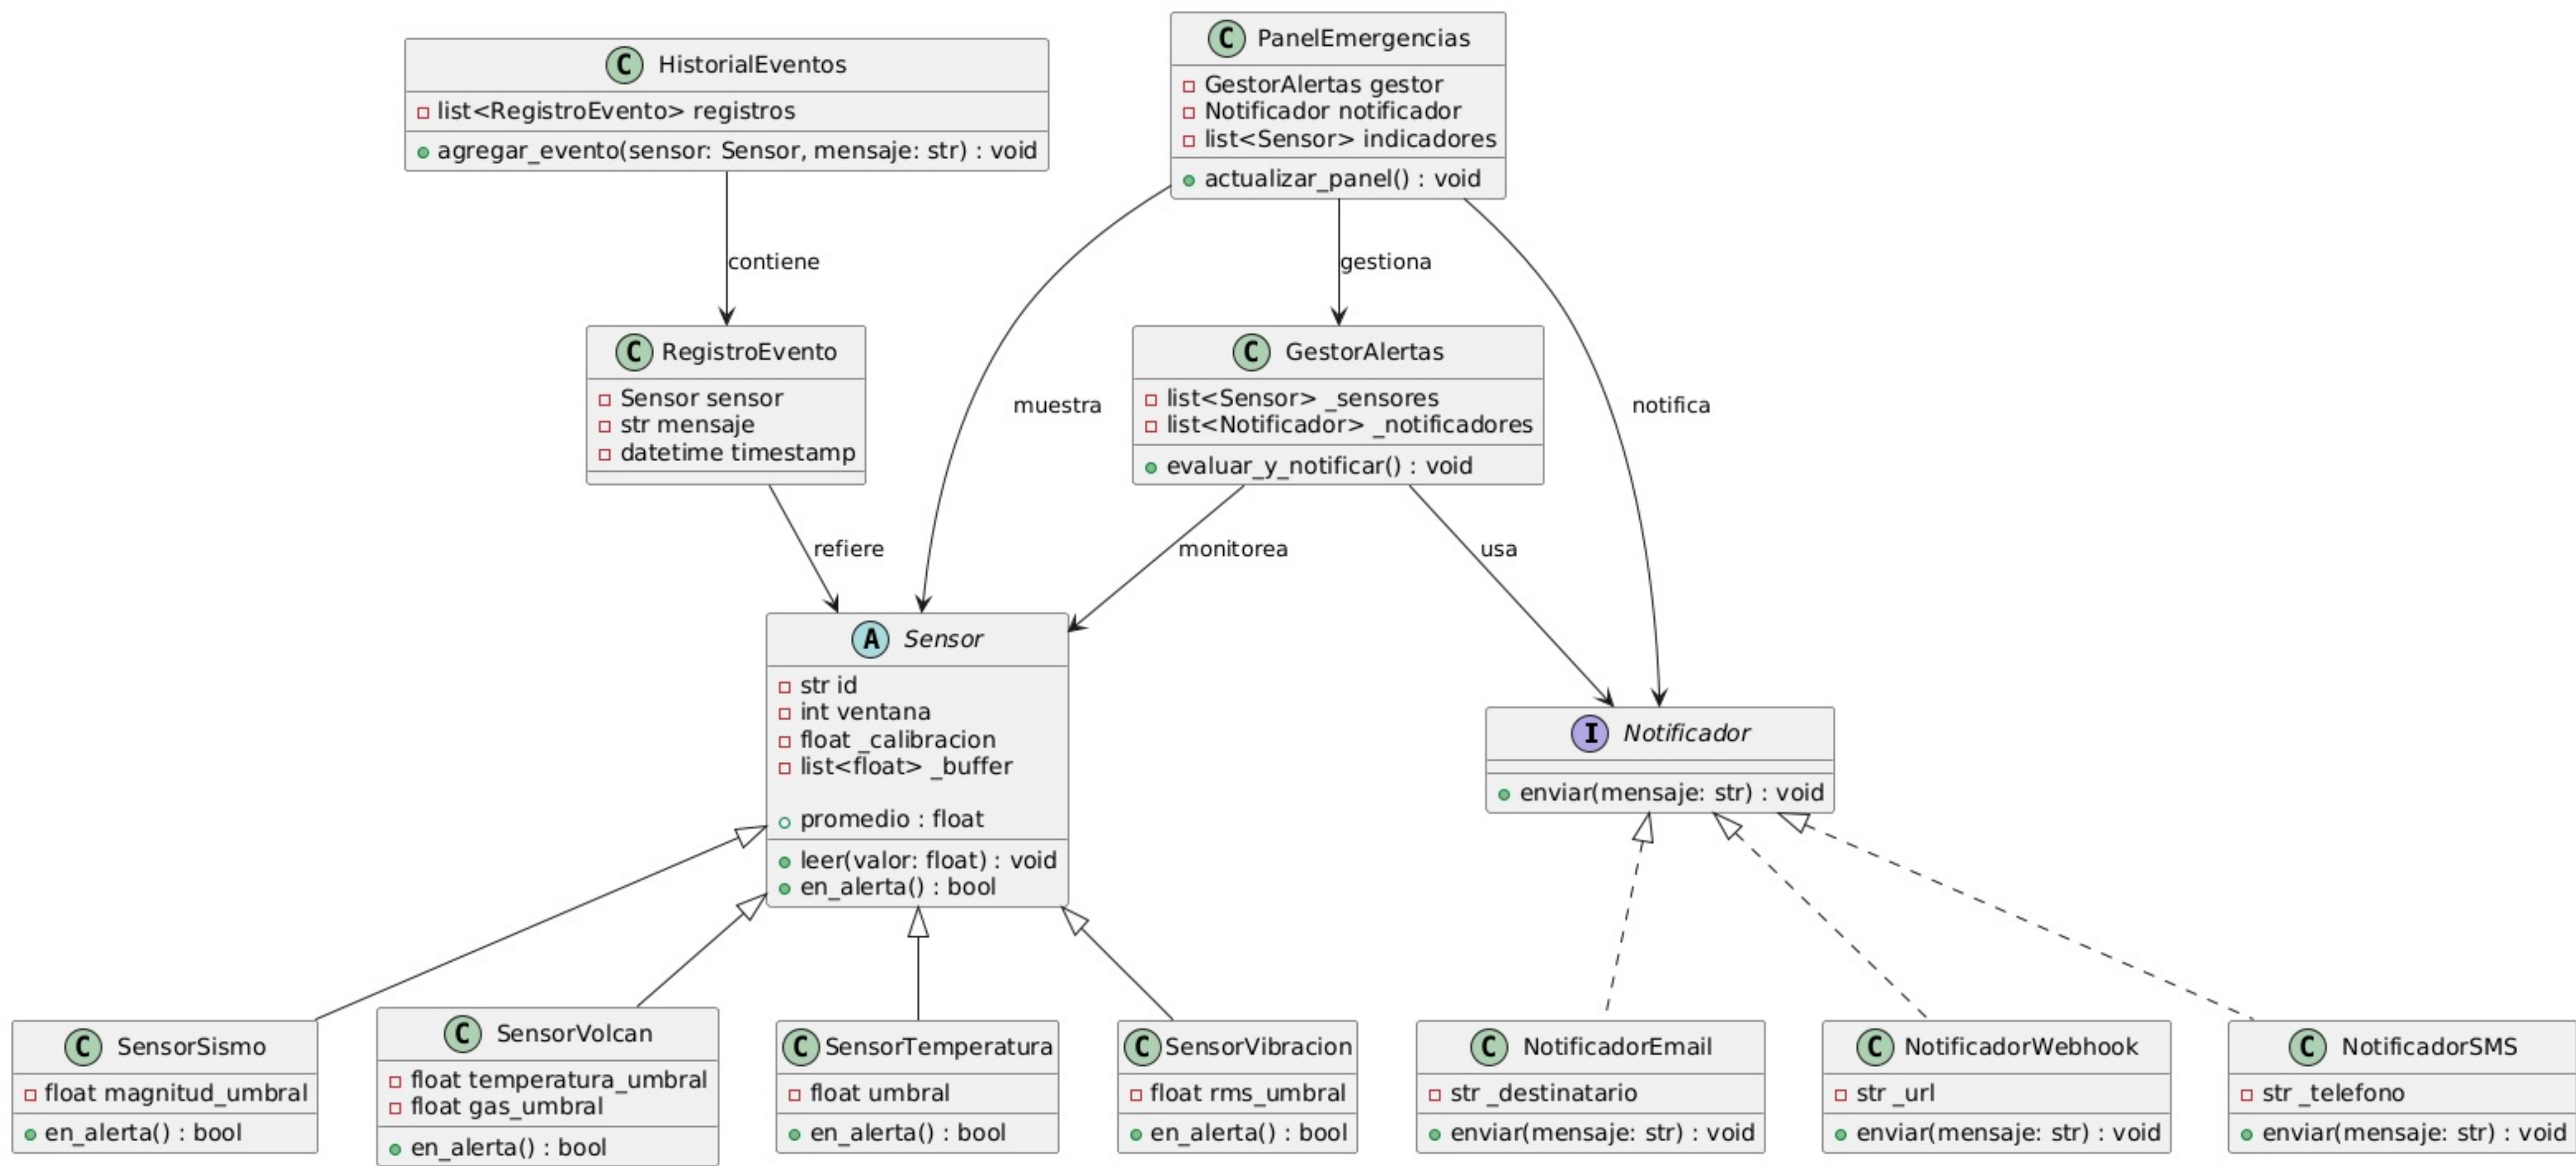 C HistorialEventos
list<RegistroEvento> registros
agregar_evento(sensor: Sensor, mensaje: str) : void
C PanelEmergencias
GestorAlertas gestor
Notificador notificador
list<Sensor> indicadores
actualizar_panel() : void
contiene
gestiona
muestra
notifica
C RegistroEvento
Sensor sensor
str mensaje
datetime timestamp
C GestorAlertas
list<Sensor> _sensores
list<Notificador> _notificadores
evaluar_y_notificar() : void
refiere
monitorea
usa
A Sensor
str id
int ventana
float _calibracion
list<float> _buffer
promedio : float
leer(valor: float) : void
en_alerta() : bool
I Notificador
enviar(mensaje: str) : void
C SensorSismo
float magnitud_umbral
en_alerta() : bool
C SensorVolcan
float temperatura_umbral
float gas_umbral
en_alerta() : bool
C SensorTemperatura
float umbral
en_alerta() : bool
C SensorVibracion
float rms_umbral
en_alerta() : bool
C NotificadorEmail
str _destinatario
enviar(mensaje: str) : void
C NotificadorWebhook
str _url
enviar(mensaje: str) : void
C NotificadorSMS
str _telefono
enviar(mensaje: str) : void